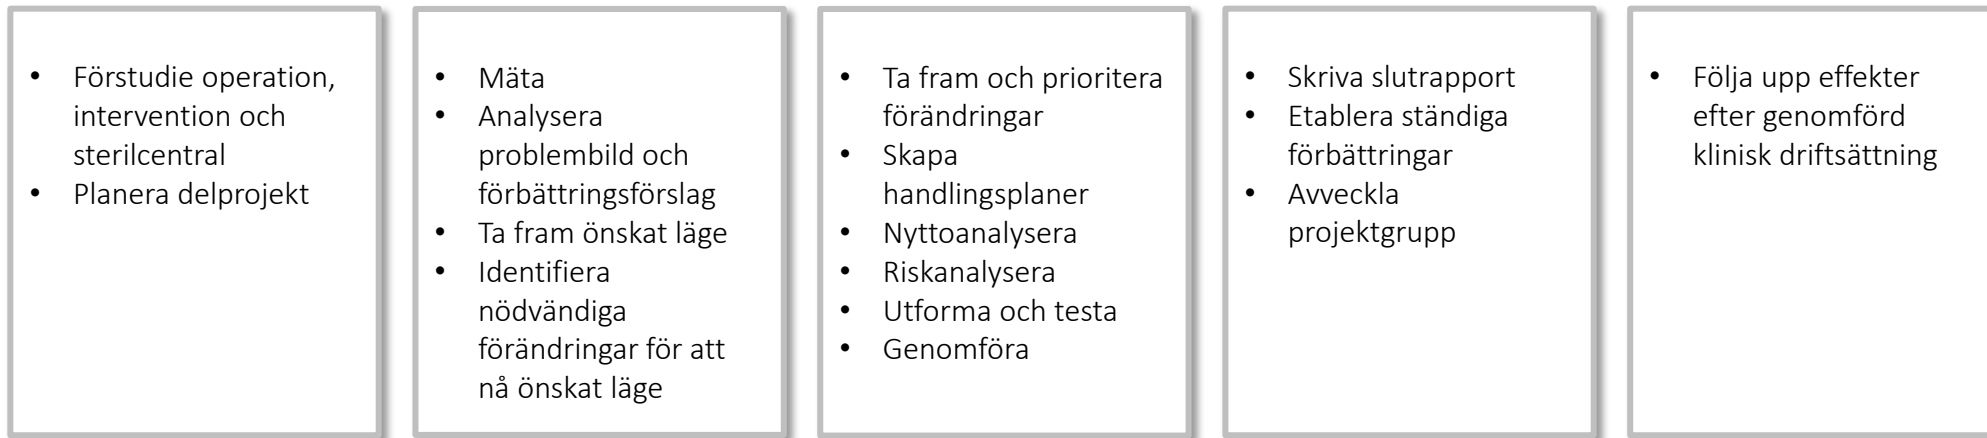 • Förstudie operation,
intervention och
sterilcentral
• Planera delprojekt
• Mäta
• Analysera
problembild och
förbättringsförslag
• Ta fram önskat läge
• Identifiera
nödvändiga
förändringar för att
nå önskat läge
• Ta fram och prioritera
förändringar
• Skapa
handlingsplaner
• Nyttoanalysera
• Riskanalysera
• Utforma och testa
• Genomföra
• Skriva slutrapport
• Etablera ständiga
förbättringar
• Avveckla
projektgrupp
• Följa upp effekter
efter genomförd
klinisk driftsättning